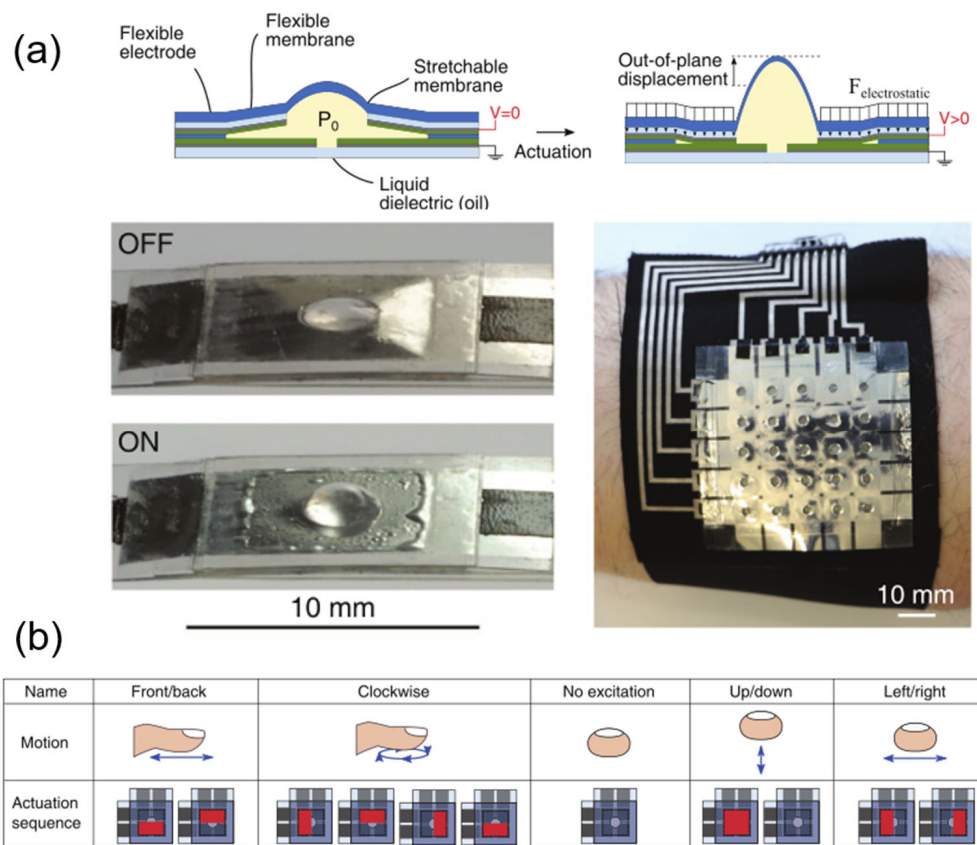 (a)
Flexible
electrode
Flexible
membrane
Stretchable
membrane
P0
V=0
Liquid
dielectric (oil)
Actuation
Out-of-plane
displacement
Felectrostatic
V>0
OFF
ON
10 mm
10 mm
(b)
Name Front/back Clockwise No excitation Up/down Left/right
Motion
Actuation
sequence